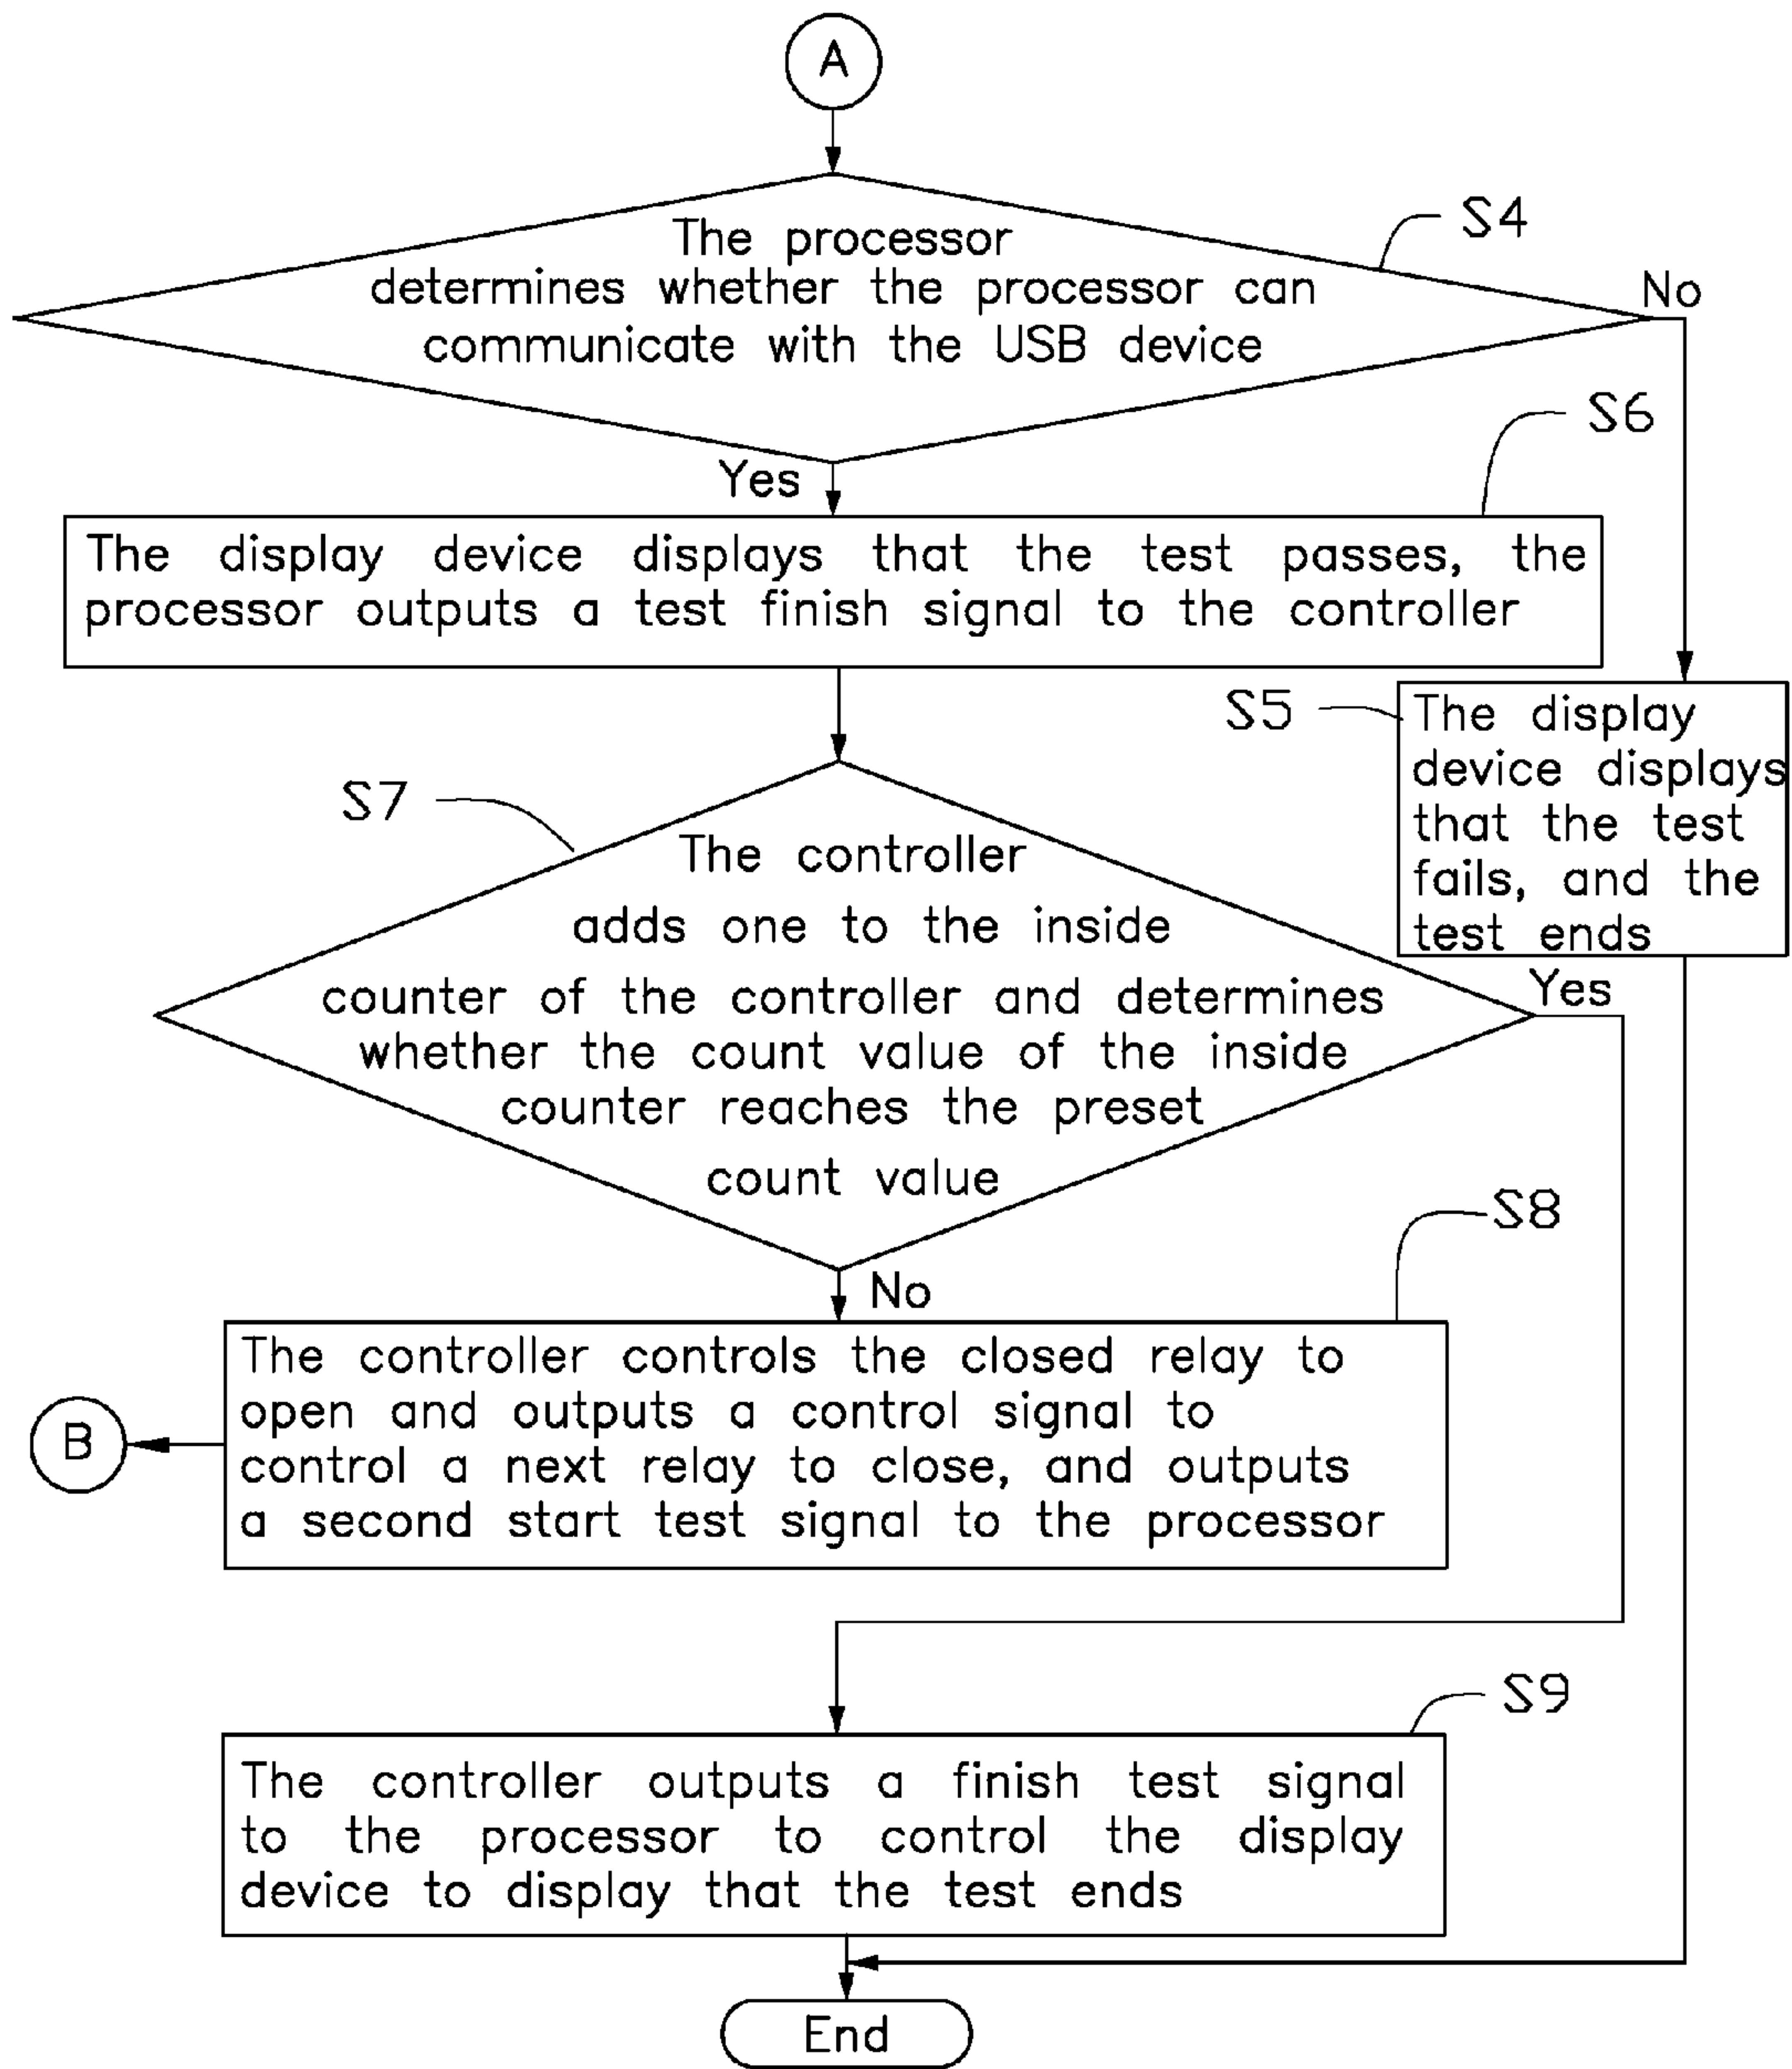 A
S4
The processor
determines whether the processor can
communicate with the USB device
No
Yes
S6
The display device displays that the test passes, the
processor outputs a test finish signal to the controller
S5
The display
device displays
that the test
fails, and the
test ends
S7
The controller
adds one to the inside
counter of the controller and determines
whether the count value of the inside
counter reaches the preset
count value
Yes
No
S8
The controller controls the closed relay to
open and outputs a control signal to
control a next relay to close, and outputs
a second start test signal to the processor
B
S9
The controller outputs a finish test signal
to the processor to control the display
device to display that the test ends
End